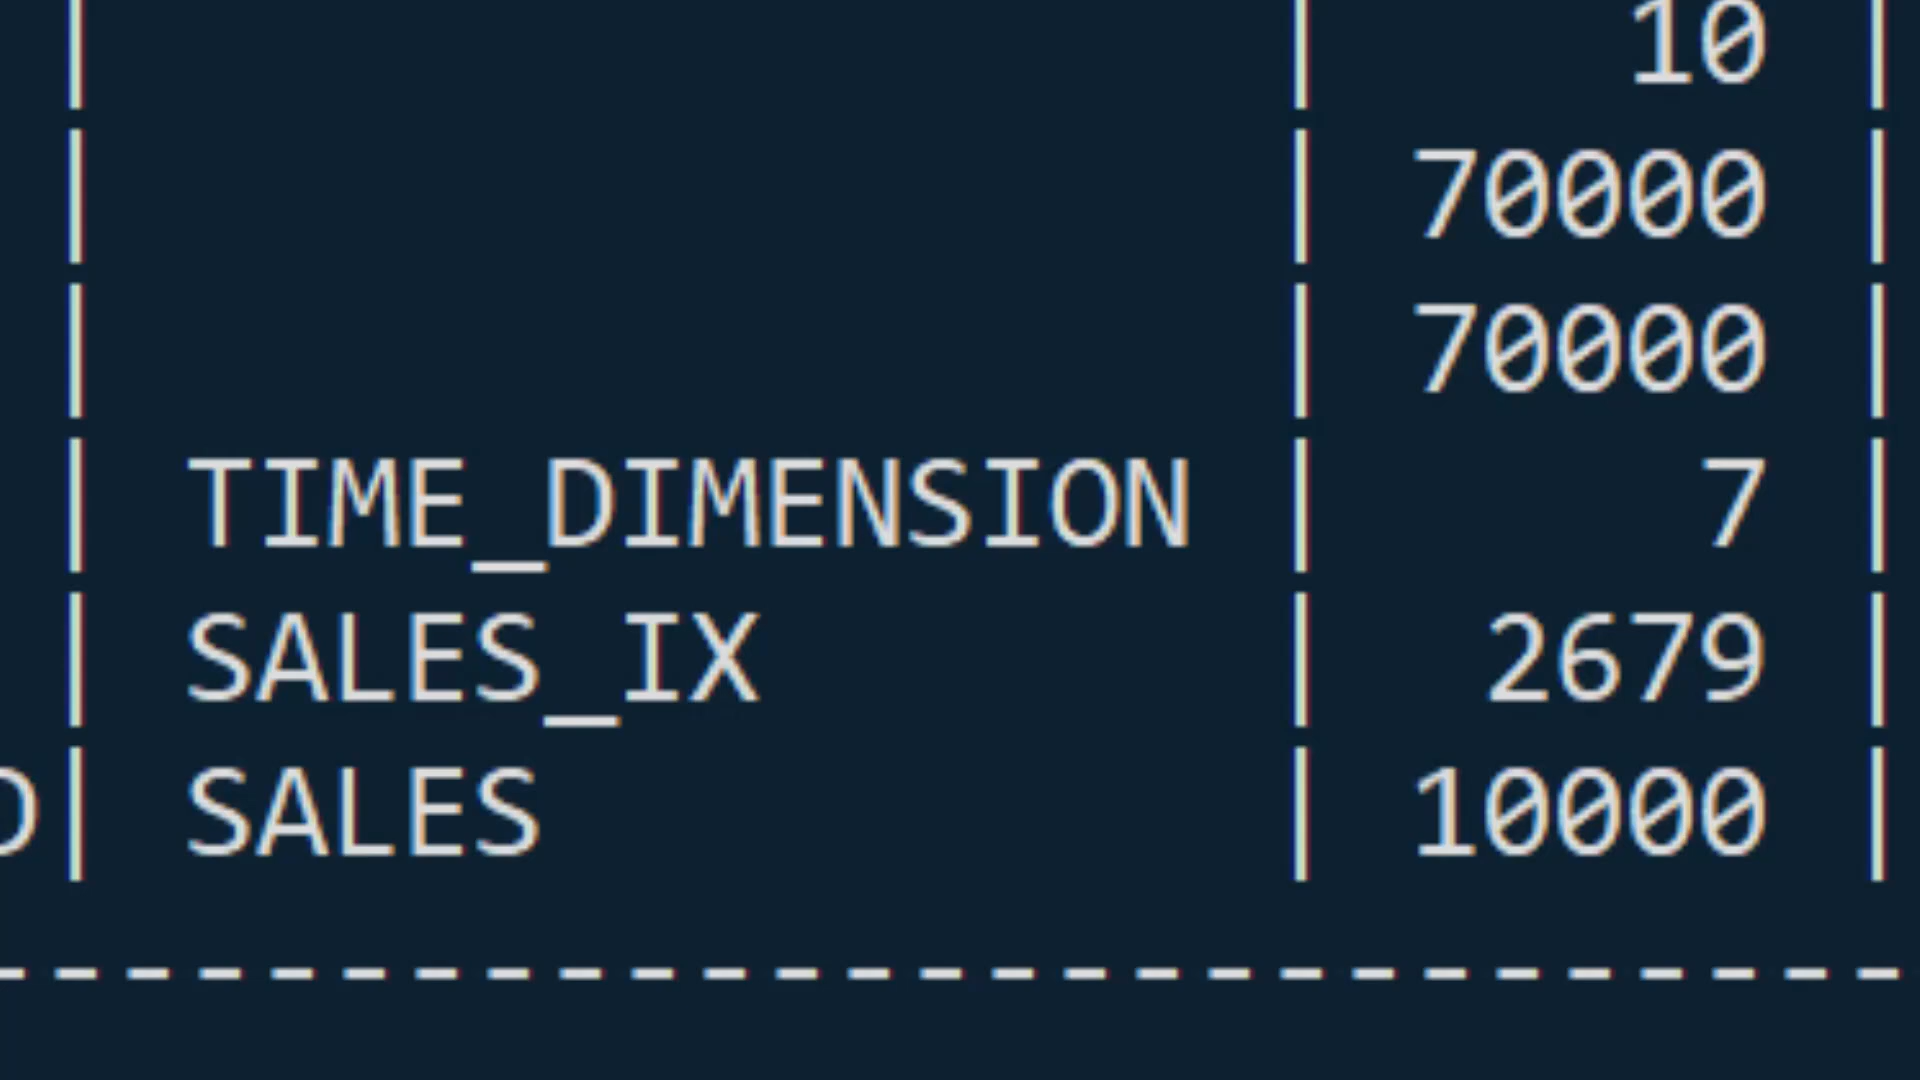 | | 10 |
| | 70000 |
| | 70000 |
| TIME_DIMENSION | 7 |
| SALES_IX | 2679 |
D| SALES | 10000 |
---------------------------